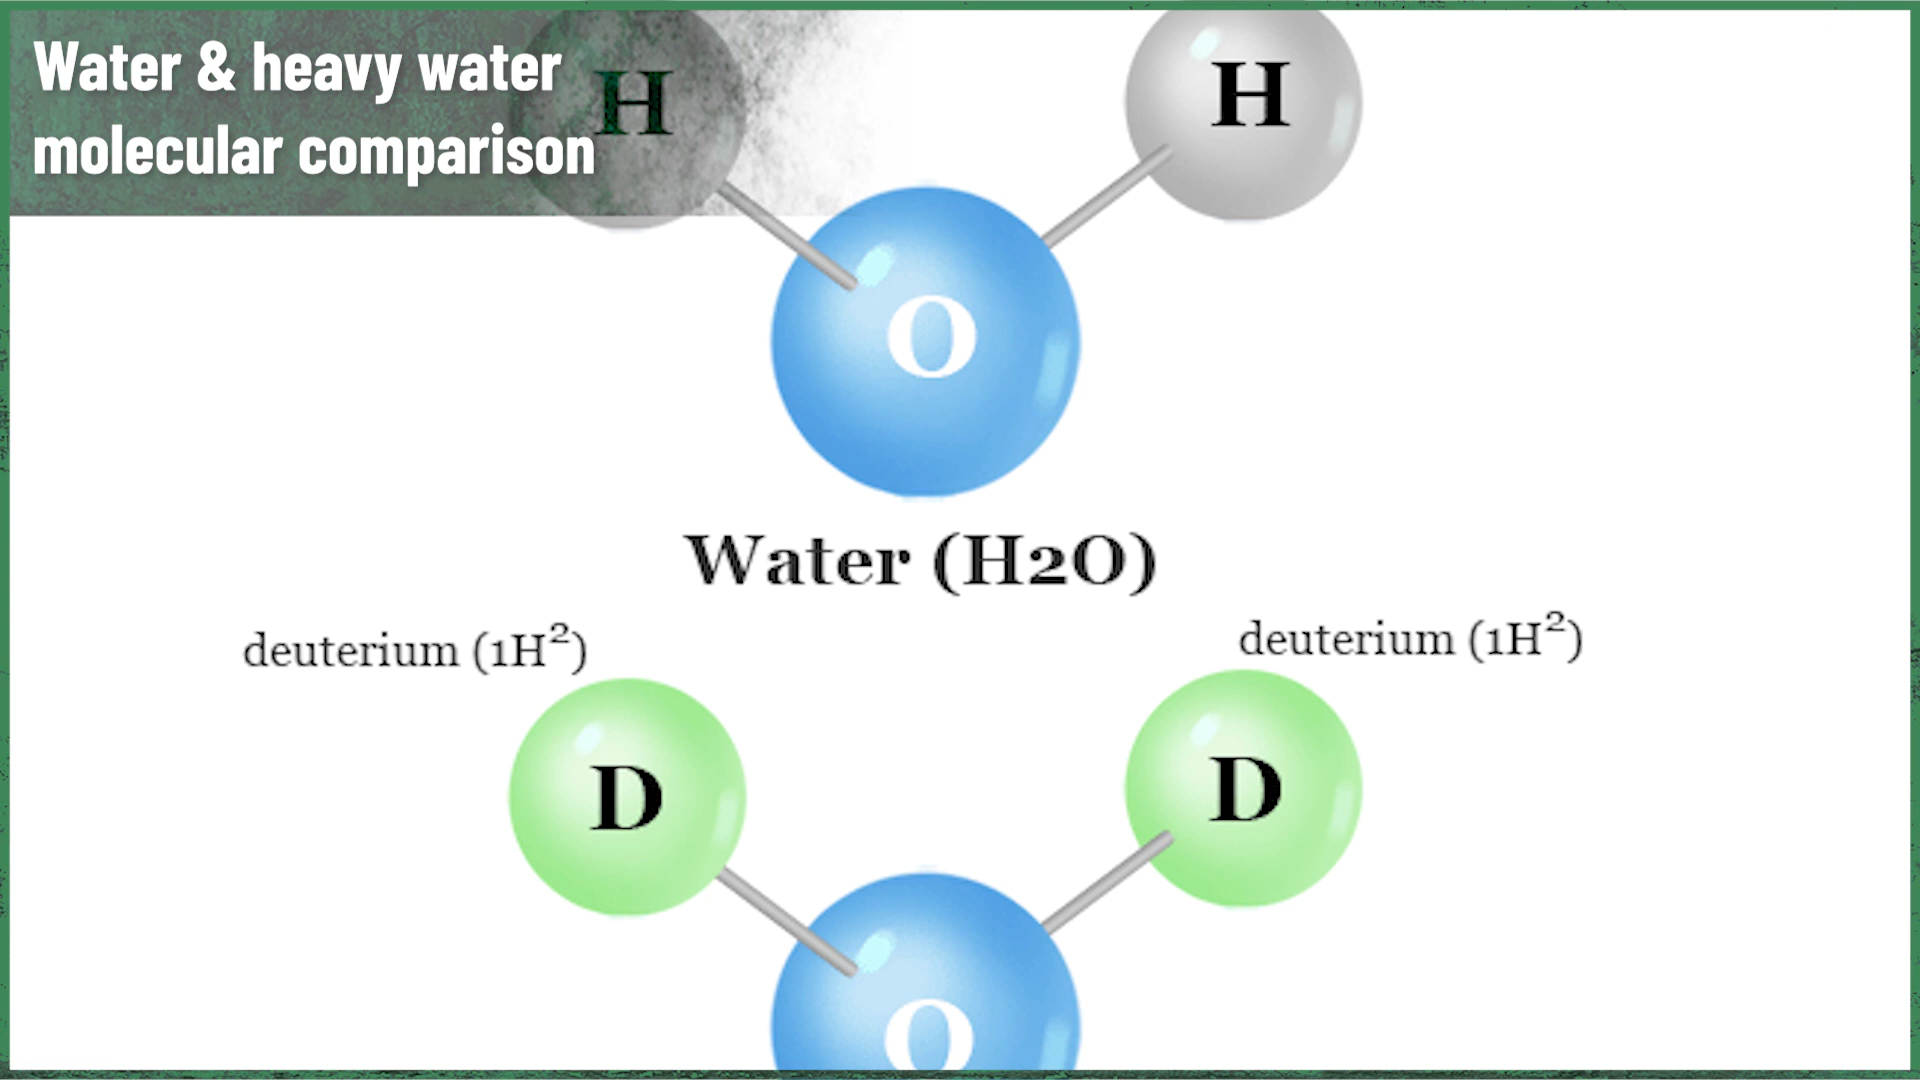 Water & heavy water
molecular comparison
H
H
O
Water (H2O)
deuterium (1H²)
deuterium (1H²)
D
D
O